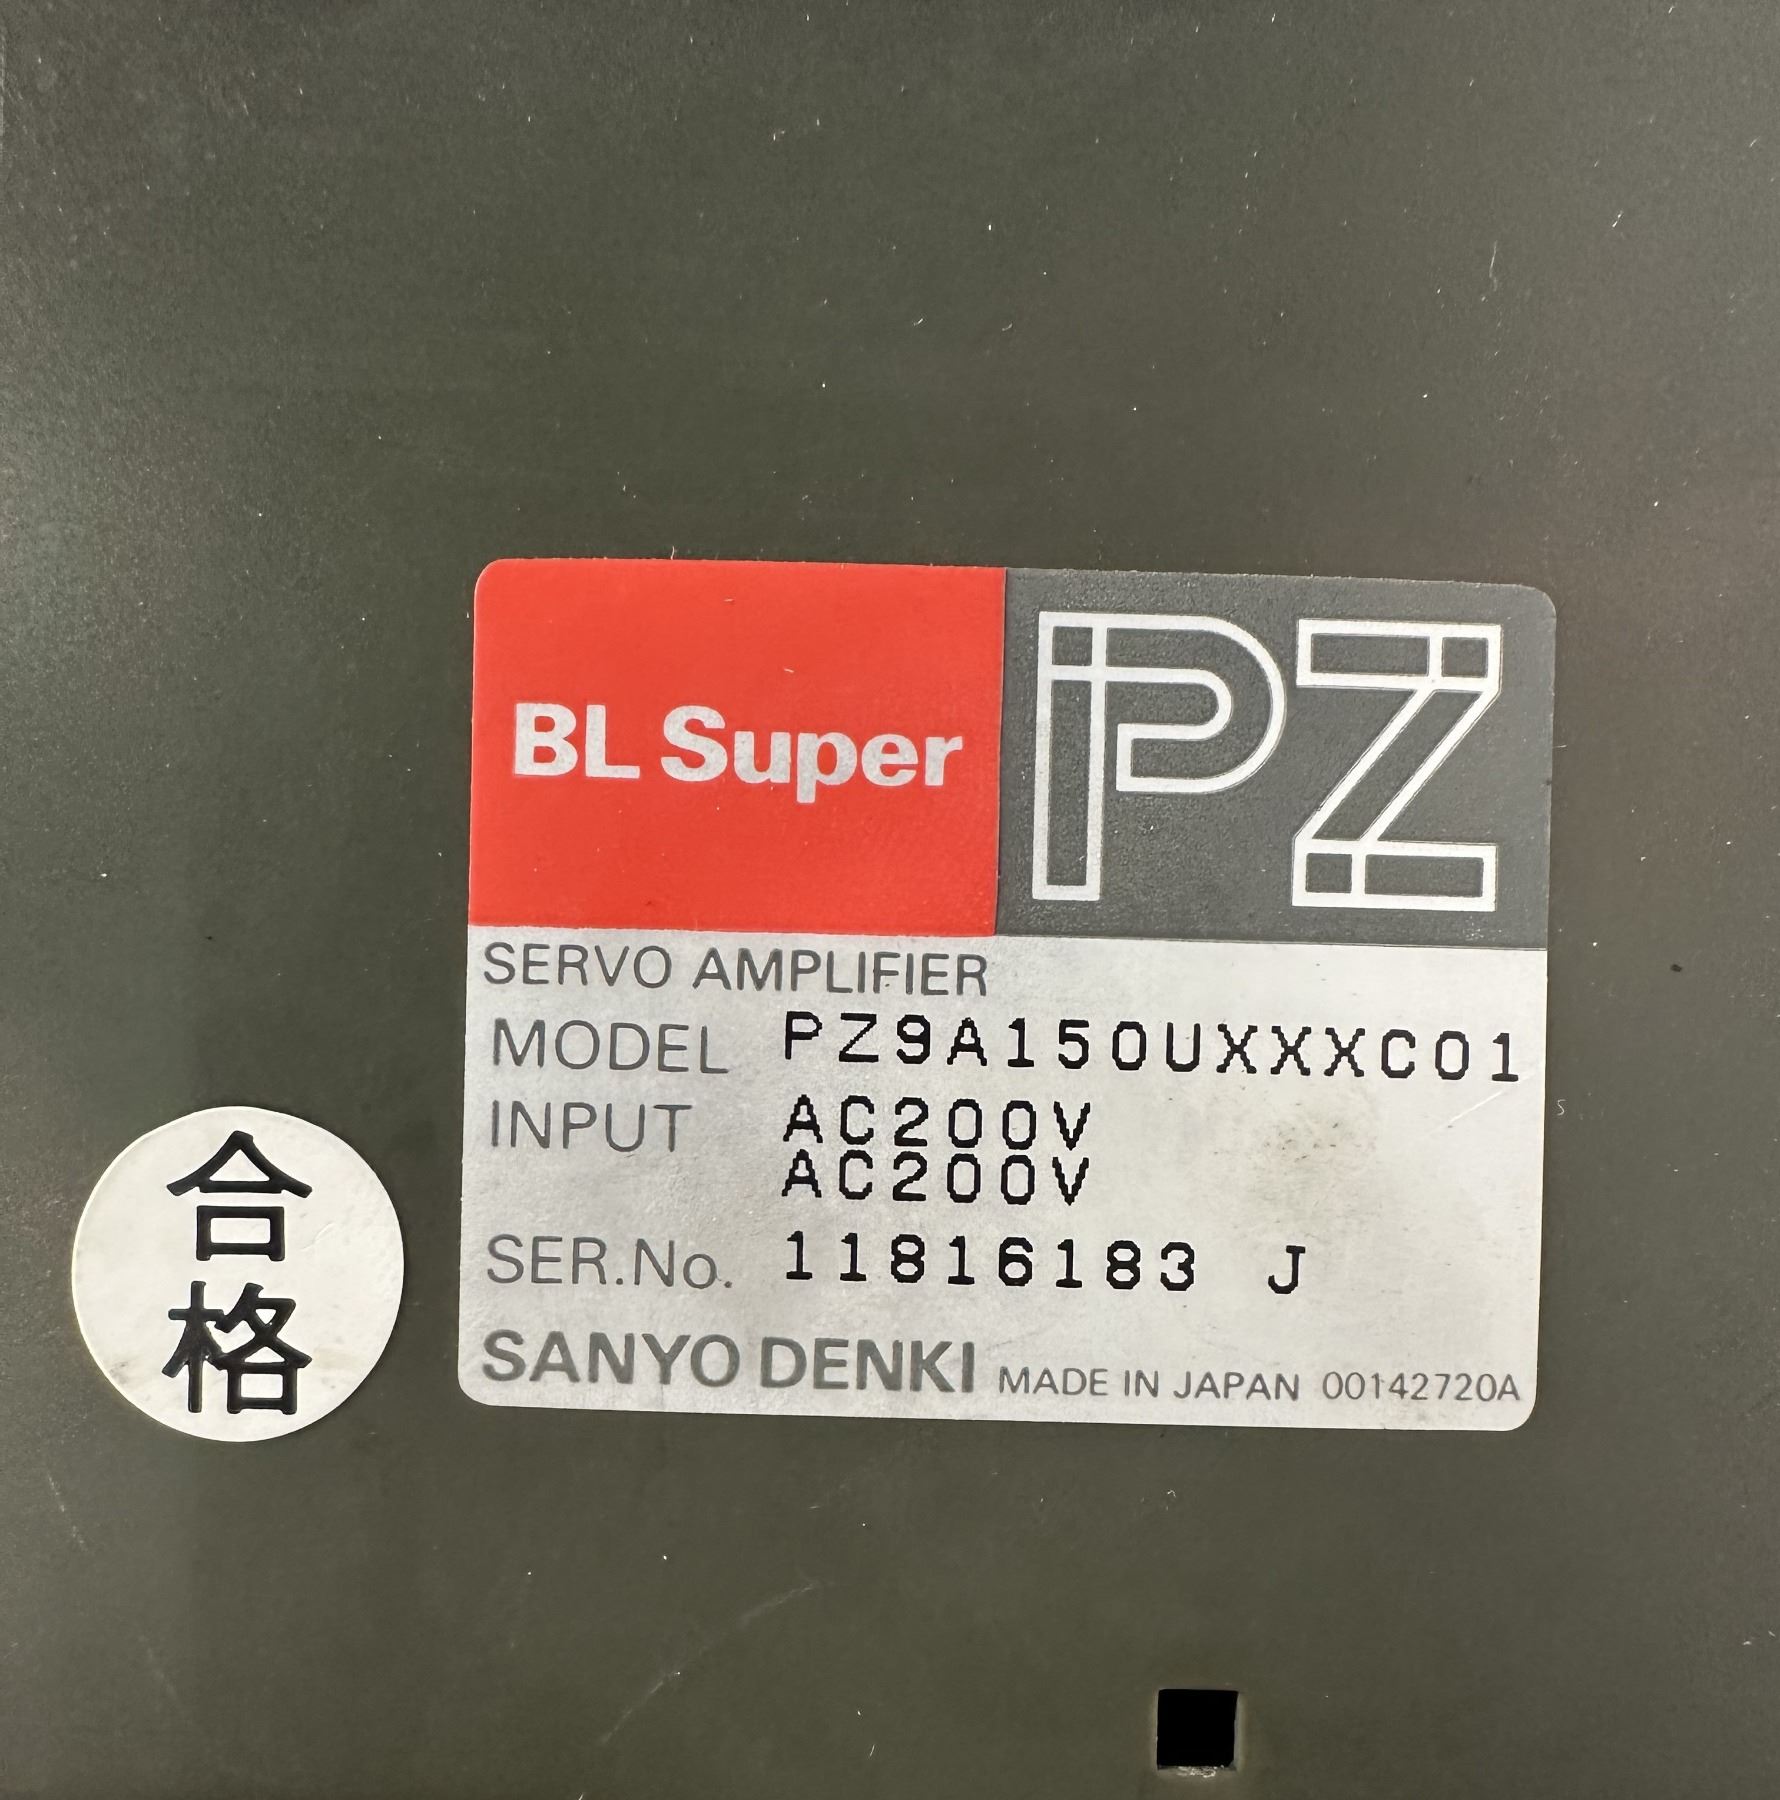 BL Super
PZ
SERVO AMPLIFIER
MODEL PZ9A150UXXXC01
INPUT AC200V
AC200V
SER.No. 11816183 J
SANYO DENKI MADE IN JAPAN 00142720A
合
格